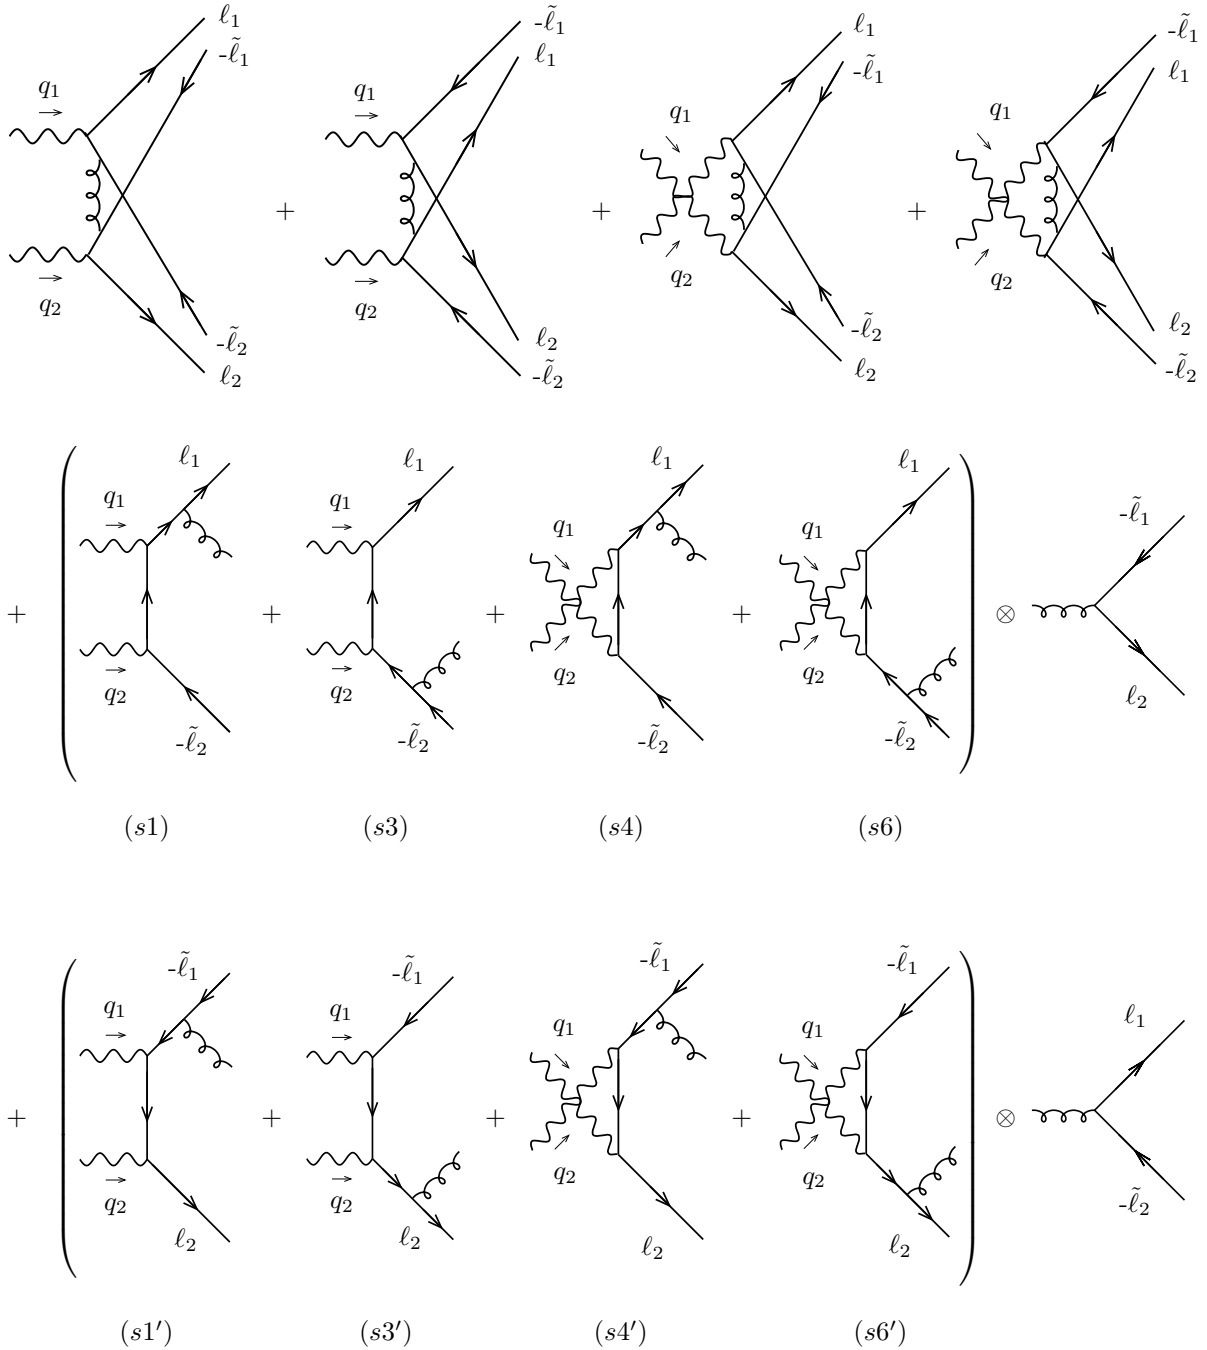 ℓ₁ -ℓ̃₁ ℓ₁ -ℓ̃₁
-ℓ̃₁ ℓ₁ -ℓ̃₁ ℓ₁
q₁ → q₁ → q₁ → q₁ →
+ + +
→ q₂ → q₂ → q₂ → q₂
-ℓ̃₂ ℓ₂ -ℓ̃₂ ℓ₂
ℓ₂ -ℓ̃₂ ℓ₂ -ℓ̃₂
ℓ₁ ℓ₁ ℓ₁ ℓ₁
q₁ → q₁ → q₁ → q₁ → -ℓ̃₁
+ ( + + + ) ⊗
→ q₂ → q₂ → q₂ → q₂ ℓ₂
-ℓ̃₂ -ℓ̃₂ -ℓ̃₂ -ℓ̃₂
(s1) (s3) (s4) (s6)
-ℓ̃₁ -ℓ̃₁ -ℓ̃₁ -ℓ̃₁
q₁ → q₁ → q₁ → q₁ → ℓ₁
+ ( + + + ) ⊗
→ q₂ → q₂ → q₂ → q₂ -ℓ̃₂
ℓ₂ ℓ₂ ℓ₂ ℓ₂
(s1′) (s3′) (s4′) (s6′)